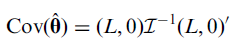 Cov(θ̂) = (L, 0)ℐ⁻¹(L, 0)′